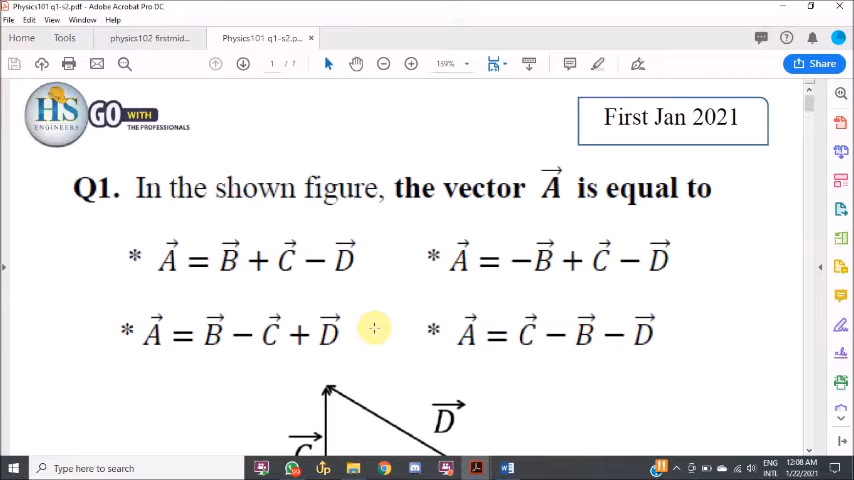 Physics101 q1-s2.pdf - Adobe Acrobat Pro DC
File Edit View Window Help
Home Tools physics102 firstmid... Physics101 q1-s2.p... ×
1 / 7 139% Share
HS ENGINEERS GO WITH THE PROFESSIONALS
First Jan 2021
Q1. In the shown figure, the vector A⃗ is equal to
* A⃗ = B⃗ + C⃗ − D⃗ * A⃗ = −B⃗ + C⃗ − D⃗
* A⃗ = B⃗ − C⃗ + D⃗ * A⃗ = C⃗ − B⃗ − D⃗
D⃗
C⃗
Type here to search
ENG 12:08 AM
INTL 1/22/2021